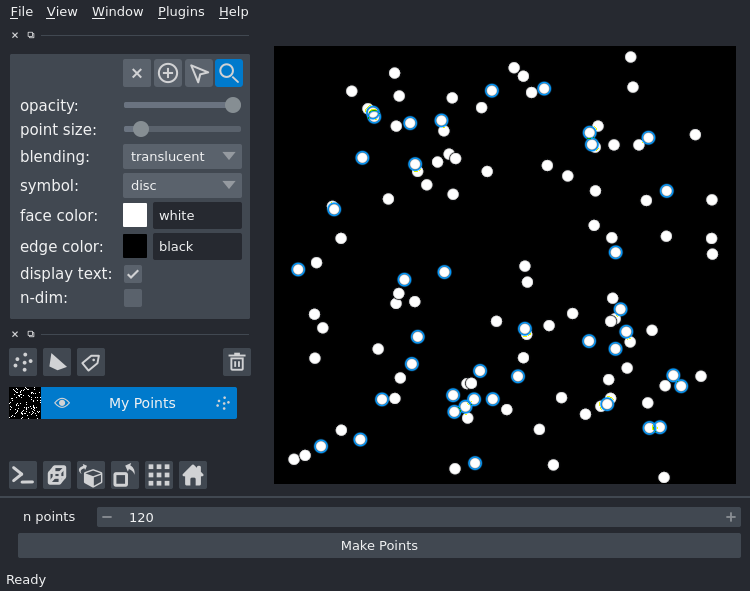 File View Window Plugins Help
opacity:
point size:
blending: translucent
symbol: disc
face color: white
edge color: black
display text:
n-dim:
My Points
n points 120
Make Points
Ready